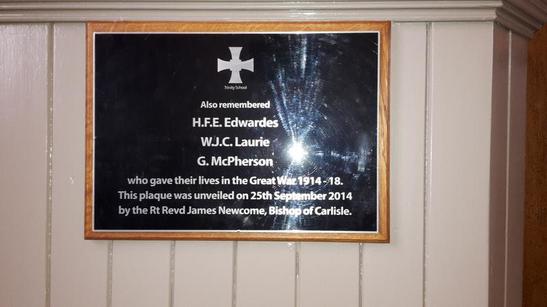 Trinity School
Also remembered
H.F.E. Edwardes
W.J.C. Laurie
G. McPherson
who gave their lives in the Great War 1914 - 18.
This plaque was unveiled on 25th September 2014
by the Rt Revd James Newcome, Bishop of Carlisle.